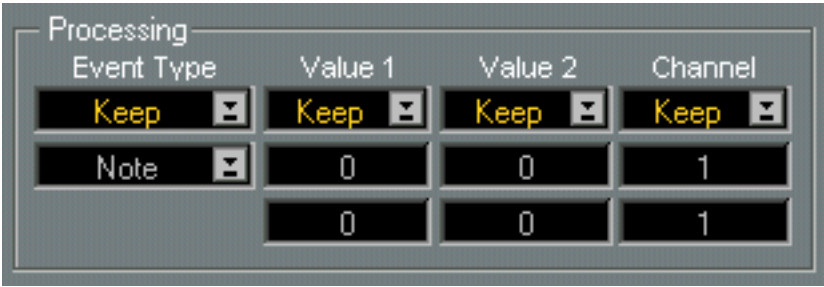 Processing
Event Type Value 1 Value 2 Channel
Keep Keep Keep Keep
Note 0 0 1
0 0 1